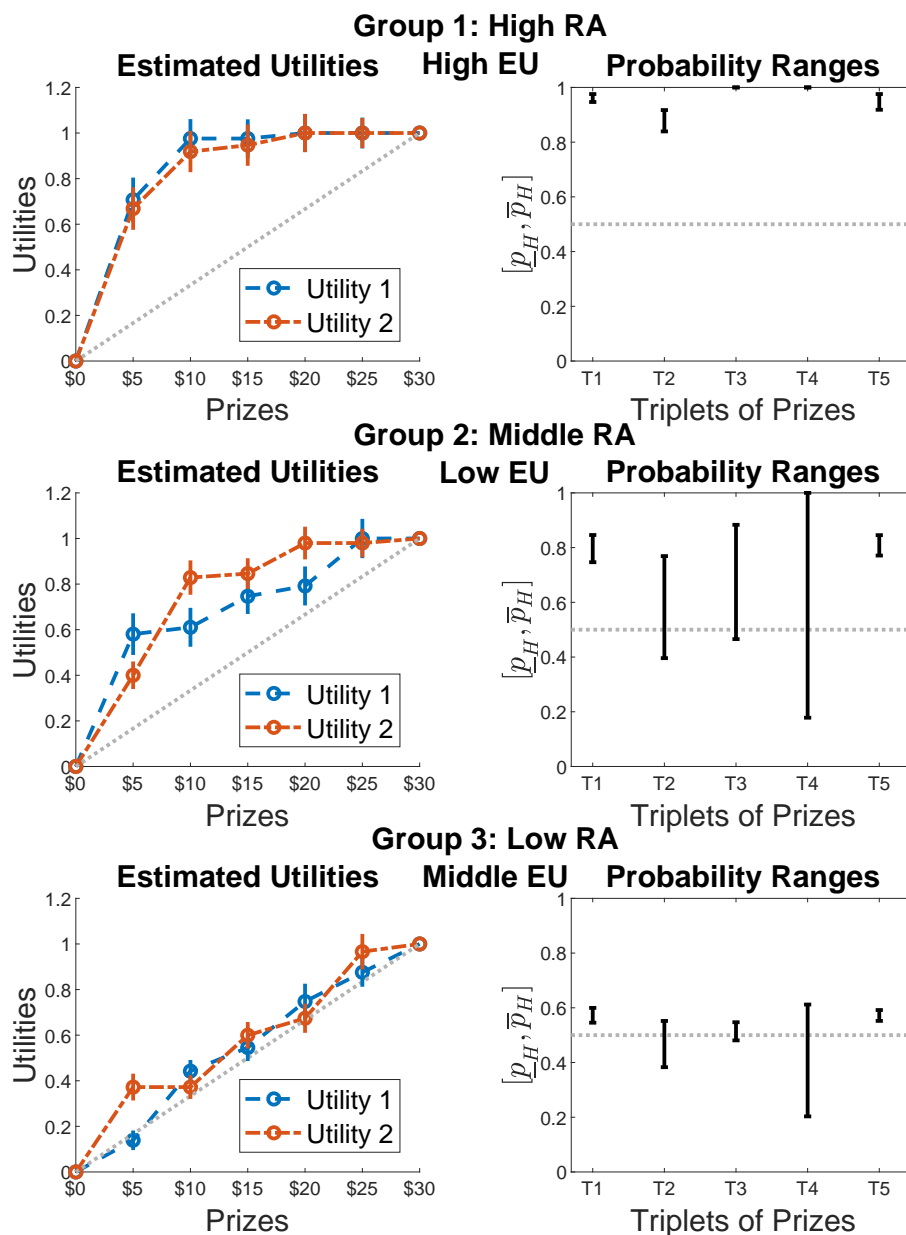 Group 1: High RA
High EU
Estimated Utilities
Utilities
1.2
1
0.8
0.6
0.4
0.2
0
$0 $5 $10 $15 $20 $25 $30
Prizes
Utility 1
Utility 2
Probability Ranges
[p_H, p̅_H]
1
0.8
0.6
0.4
0.2
0
T1 T2 T3 T4 T5
Triplets of Prizes
Group 2: Middle RA
Low EU
Estimated Utilities
Utilities
1.2
1
0.8
0.6
0.4
0.2
0
$0 $5 $10 $15 $20 $25 $30
Prizes
Utility 1
Utility 2
Probability Ranges
[p_H, p̅_H]
1
0.8
0.6
0.4
0.2
0
T1 T2 T3 T4 T5
Triplets of Prizes
Group 3: Low RA
Middle EU
Estimated Utilities
Utilities
1.2
1
0.8
0.6
0.4
0.2
0
$0 $5 $10 $15 $20 $25 $30
Prizes
Utility 1
Utility 2
Probability Ranges
[p_H, p̅_H]
1
0.8
0.6
0.4
0.2
0
T1 T2 T3 T4 T5
Triplets of Prizes